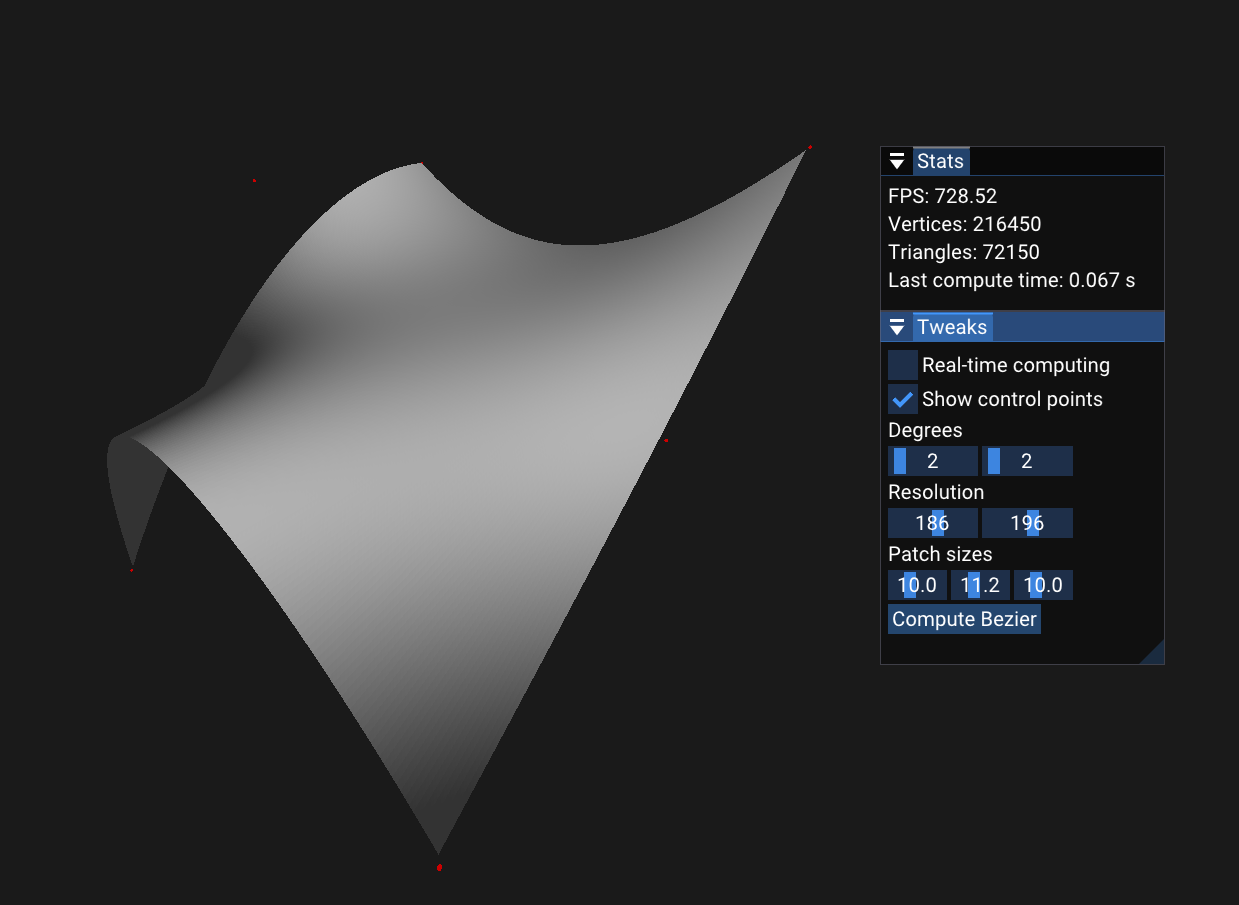 Stats
FPS: 728.52
Vertices: 216450
Triangles: 72150
Last compute time: 0.067 s
Tweaks
Real-time computing
Show control points
Degrees
2 2
Resolution
186 196
Patch sizes
10.0 11.2 10.0
Compute Bezier